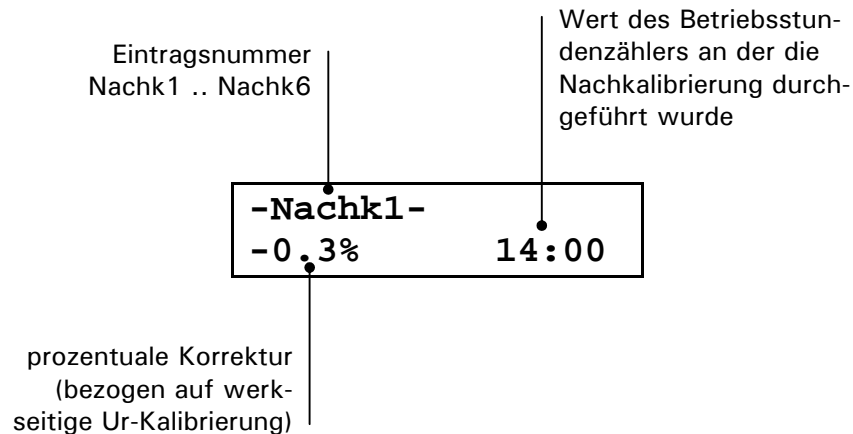 Eintragsnummer
Nachk1 .. Nachk6
Wert des Betriebsstun-
denzählers an der die
Nachkalibrierung durch-
geführt wurde
-Nachk1-
-0.3% 14:00
prozentuale Korrektur
(bezogen auf werk-
seitige Ur-Kalibrierung)